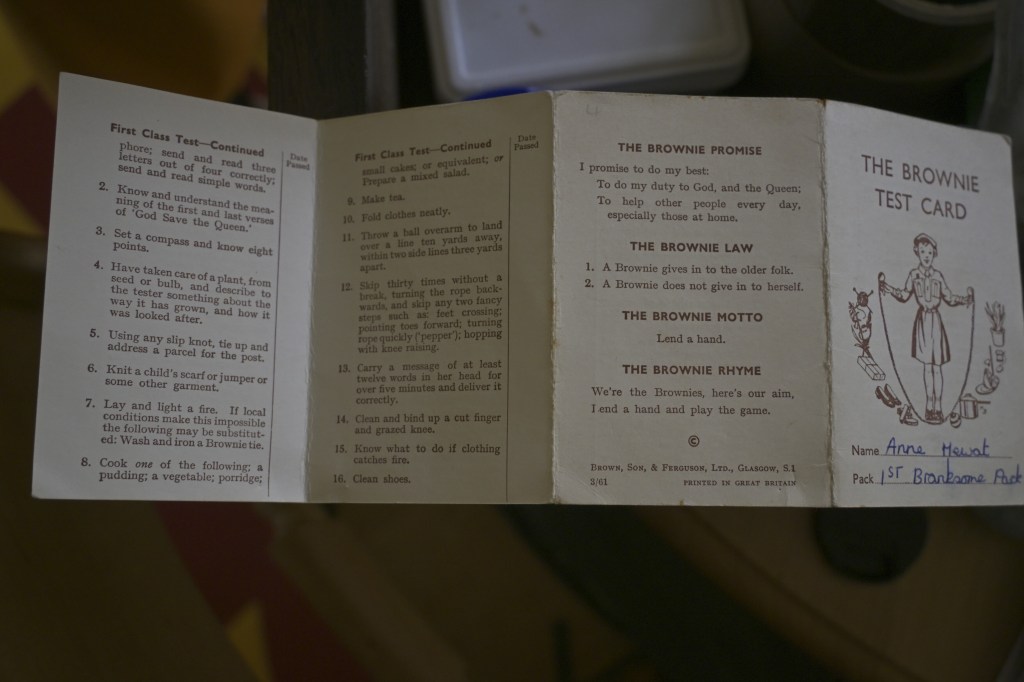 First Class Test—Continued
Date
Passed
phore; send and read three
letters out of four correctly;
send and read simple words.
2. Know and understand the mea-
ning of the first and last verses
of 'God Save the Queen.'
3. Set a compass and know eight
points.
4. Have taken care of a plant, from
seed or bulb, and describe to
the tester something about the
way it has grown, and how it
was looked after.
5. Using any slip knot, tie up and
address a parcel for the post.
6. Knit a child's scarf or jumper or
some other garment.
7. Lay and light a fire. If local
conditions make this impossible
the following may be substitut-
ed: Wash and iron a Brownie tie.
8. Cook one of the following; a
pudding; a vegetable; porridge;
First Class Test—Continued
Date
Passed
small cakes; or equivalent; or
Prepare a mixed salad.
9. Make tea.
10. Fold clothes neatly.
11. Throw a ball overarm to land
over a line ten yards away,
within two side lines three yards
apart.
12. Skip thirty times without a
break, turning the rope back-
wards, and skip any two fancy
steps such as: feet crossing;
pointing toes forward; turning
rope quickly ('pepper'); hopping
with knee raising.
13. Carry a message of at least
twelve words in her head for
over five minutes and deliver it
correctly.
14. Clean and bind up a cut finger
and grazed knee.
15. Know what to do if clothing
catches fire.
16. Clean shoes.
THE BROWNIE PROMISE
I promise to do my best:
To do my duty to God, and the Queen;
To help other people every day,
especially those at home.
THE BROWNIE LAW
1. A Brownie gives in to the older folk.
2. A Brownie does not give in to herself.
THE BROWNIE MOTTO
Lend a hand.
THE BROWNIE RHYME
We're the Brownies, here's our aim,
Lend a hand and play the game.
©
BROWN, SON, & FERGUSON, LTD., GLASGOW, S.1
3/61 PRINTED IN GREAT BRITAIN
THE BROWNIE
TEST CARD
Name Anne Mewat
Pack 1ST Branksome Park